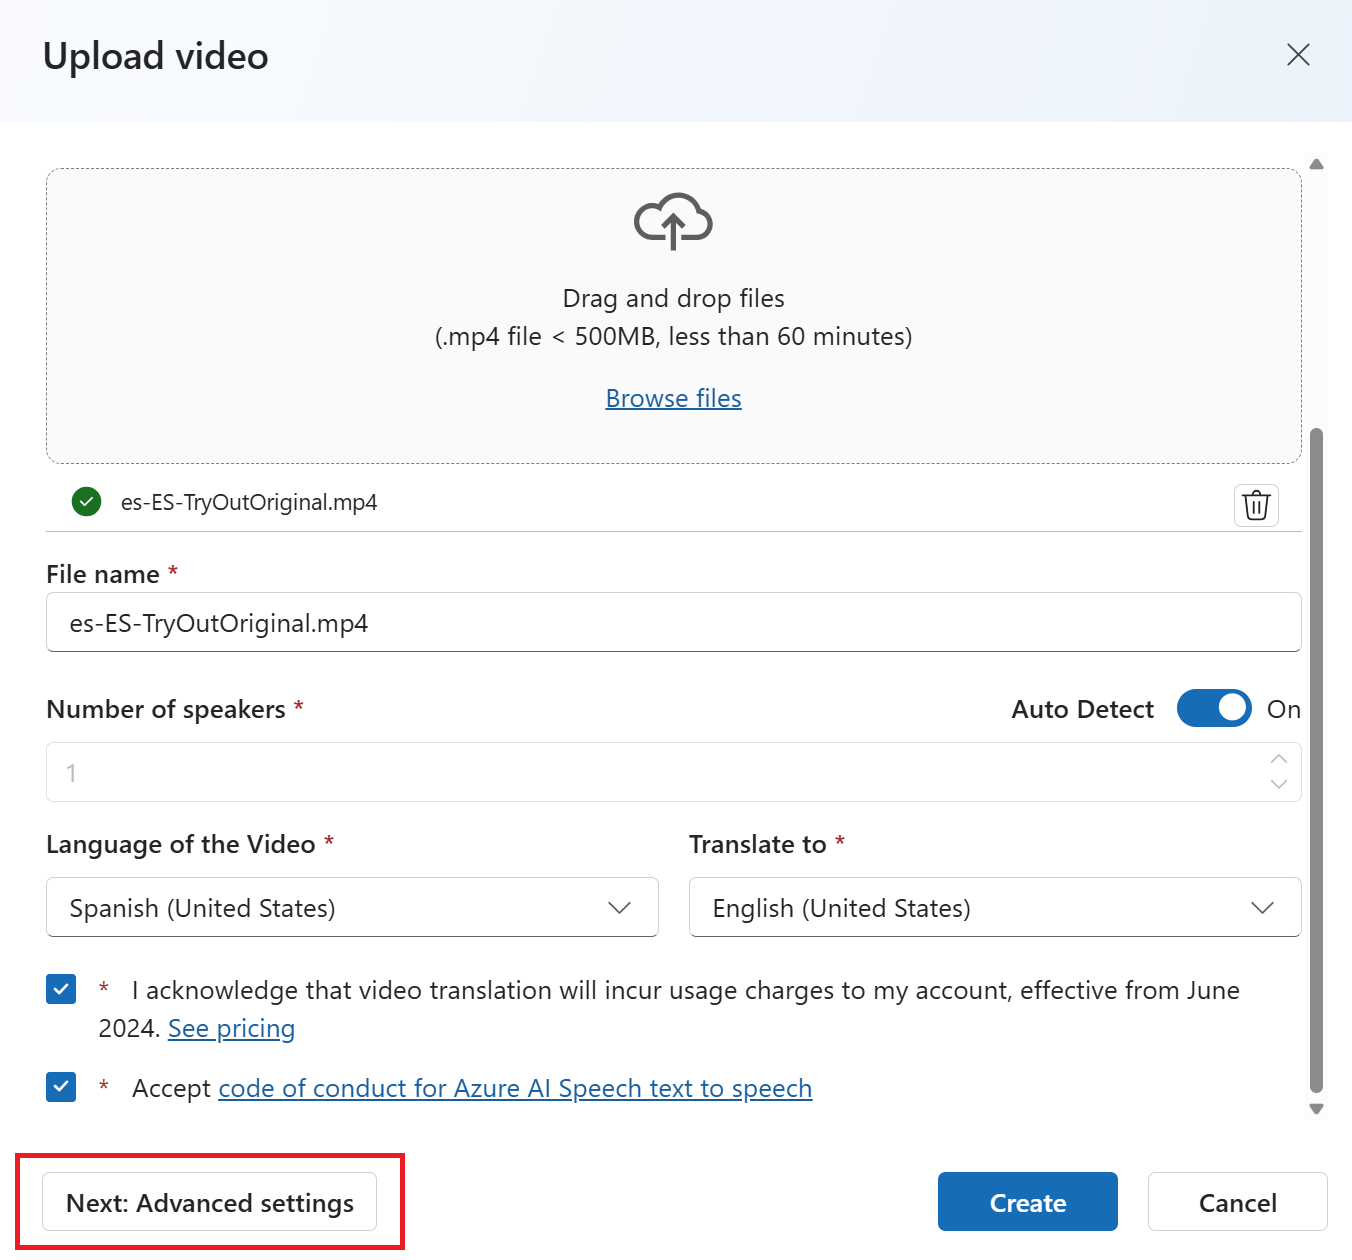 Upload video
Drag and drop files
(.mp4 file < 500MB, less than 60 minutes)
Browse files
es-ES-TryOutOriginal.mp4
File name *
es-ES-TryOutOriginal.mp4
Number of speakers *
Auto Detect On
1
Language of the Video *
Translate to *
Spanish (United States)
English (United States)
* I acknowledge that video translation will incur usage charges to my account, effective from June
2024. See pricing
* Accept code of conduct for Azure AI Speech text to speech
Next: Advanced settings
Create
Cancel